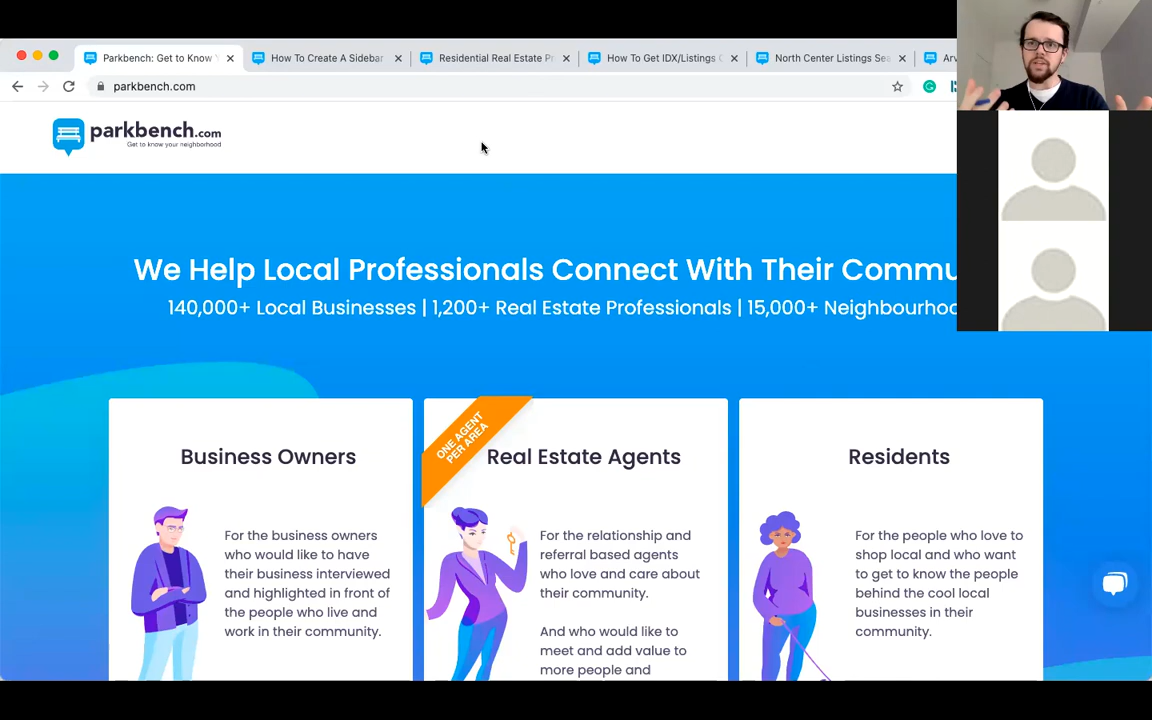 Parkbench: Get to Know Y
How To Create A Sidebar
Residential Real Estate Pr
How To Get IDX/Listings C
North Center Listings Sea
Arv
parkbench.com
parkbench.com
Get to know your neighborhood
We Help Local Professionals Connect With Their Commu
140,000+ Local Businesses | 1,200+ Real Estate Professionals | 15,000+ Neighbourhoo
Business Owners
For the business owners
who would like to have
their business interviewed
and highlighted in front of
the people who live and
work in their community.
ONE AGENT
PER AREA
Real Estate Agents
For the relationship and
referral based agents
who love and care about
their community.
And who would like to
meet and add value to
more people and
Residents
For the people who love to
shop local and who want
to get to know the people
behind the cool local
businesses in their
community.